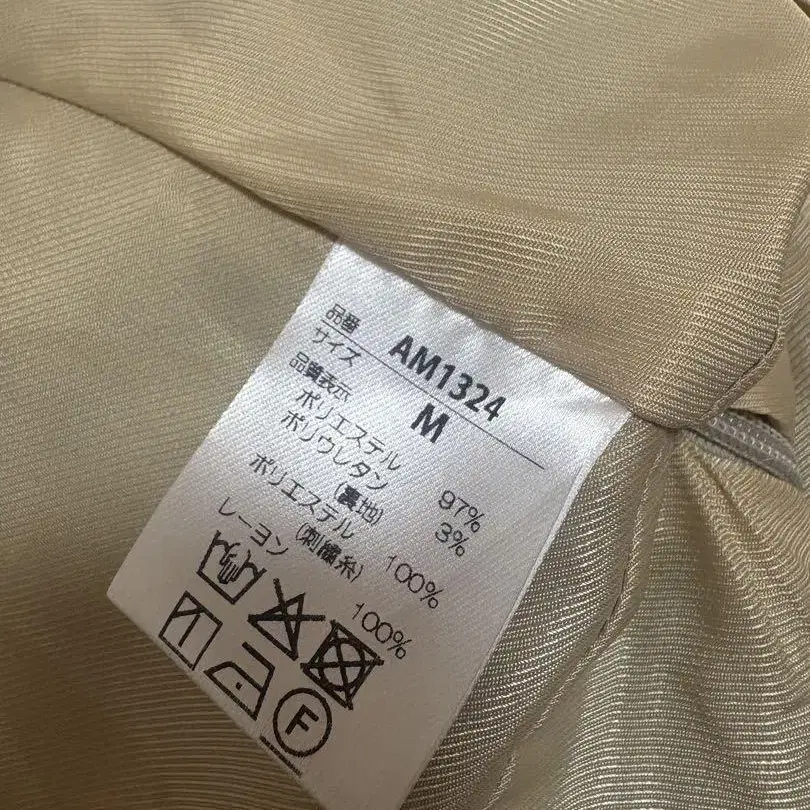 品番 AM1324
サイズ M
品質表示
ポリエステル 97%
ポリウレタン 3%
(裏地)
ポリエステル 100%
(刺繍糸)
レーヨン 100%
F